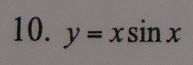 10. y = x sin x